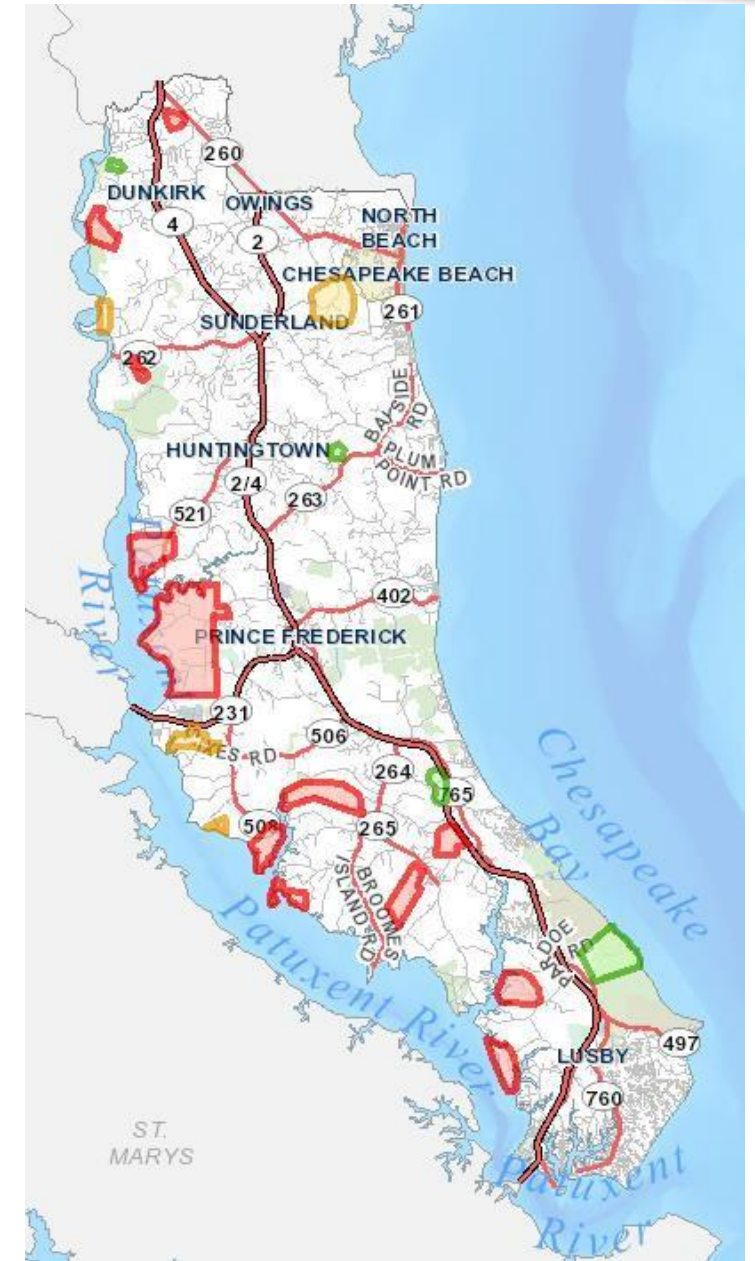 260
DUNKIRK
OWINGS
4
2
NORTH
BEACH
CHESAPEAKE BEACH
261
SUNDERLAND
262
BAYSIDE
RD
HUNTINGTOWN
PLUM
POINT RD
2/4
263
521
Patuxent
River
402
PRINCE FREDERICK
231
506
SIXES RD
264
765
Chesapeake
Bay
508
265
BROOMES
ISLAND RD
PARDOE
RD
Patuxent River
497
LUSBY
760
ST.
MARYS
Patuxent
River